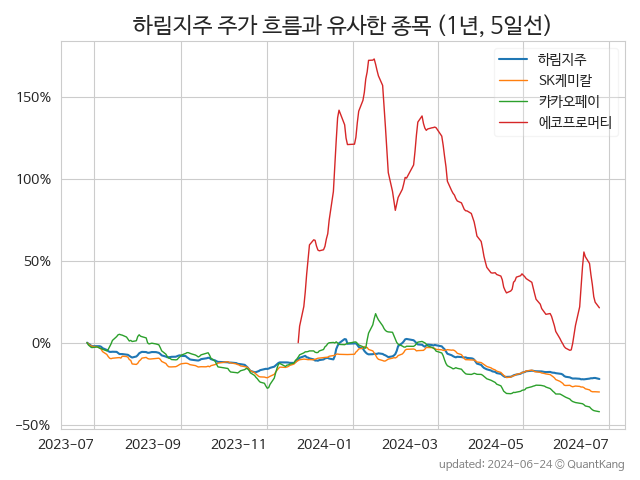 하림지주 주가 흐름과 유사한 종목 (1년, 5일선)
하림지주
SK케미칼
카카오페이
에코프로머티
150%
100%
50%
0%
−50%
2023-07 2023-09 2023-11 2024-01 2024-03 2024-05 2024-07
updated: 2024-06-24 © QuantKang